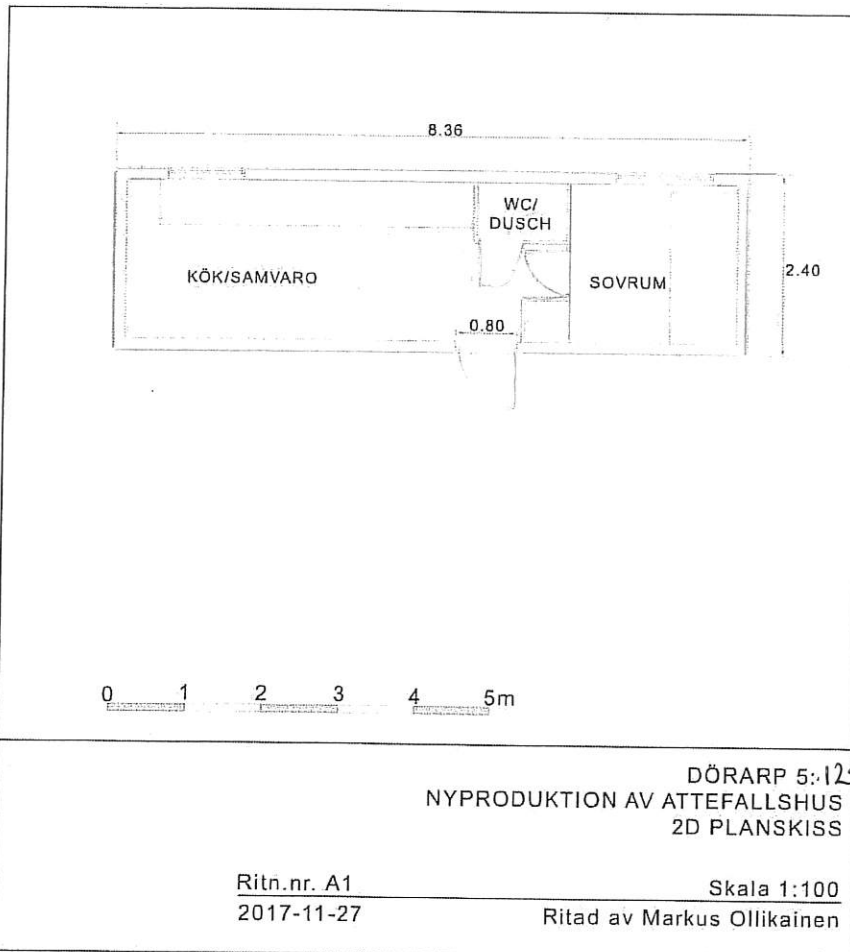 8.36
WC/
DUSCH
2.40
KÖK/SAMVARO
SOVRUM
0.80
0 1 2 3 4 5m
DÖRARP 5:12
NYPRODUKTION AV ATTEFALLSHUS
2D PLANSKISS
Ritn.nr. A1 Skala 1:100
2017-11-27 Ritad av Markus Ollikainen